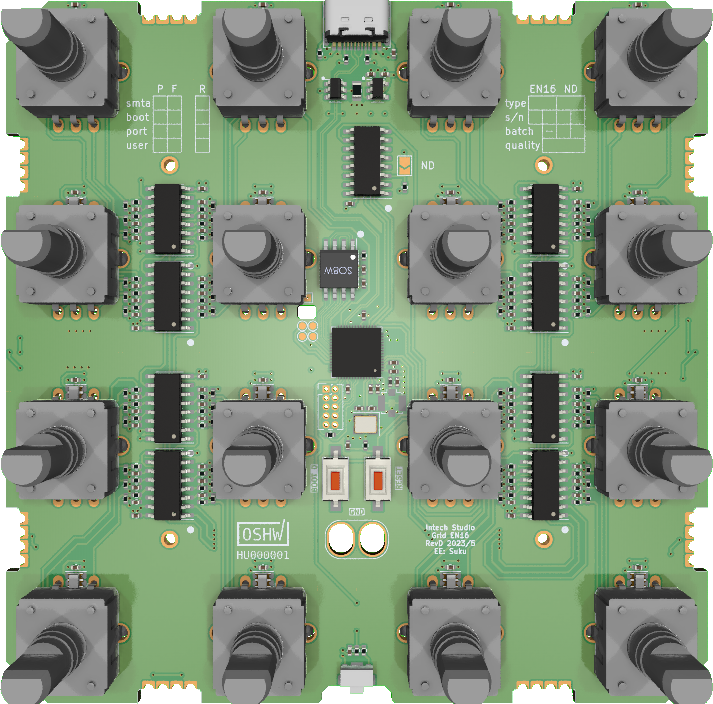 P F R
smta
boot
port
user
EN16 ND
type
s/n
batch
quality
ND
SO8W
OSHW
HU000001
GND
Intech Studio
Grid EN16
RevD 2023/5
EE: Suku